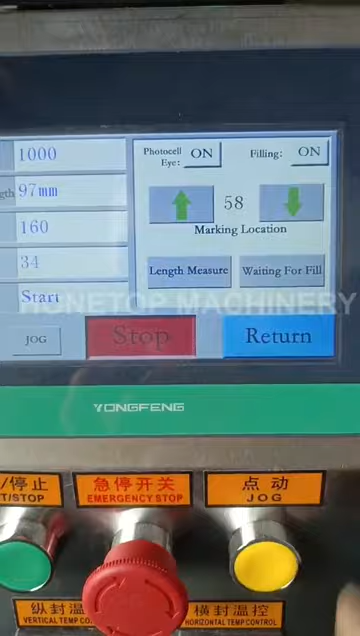 1000
Photocell Eye: ON
Filling: ON
gth 97mm
58
160
Marking Location
34
Length Measure
Waiting For Fill
Start
HONETOP MACHINERY
JOG
Stop
Return
YONGFENG
/停止
急停开关
点动
T/STOP
EMERGENCY STOP
JOG
纵封温
横封温控
VERTICAL TEMP CO
HORIZONTAL TEMP CONTROL